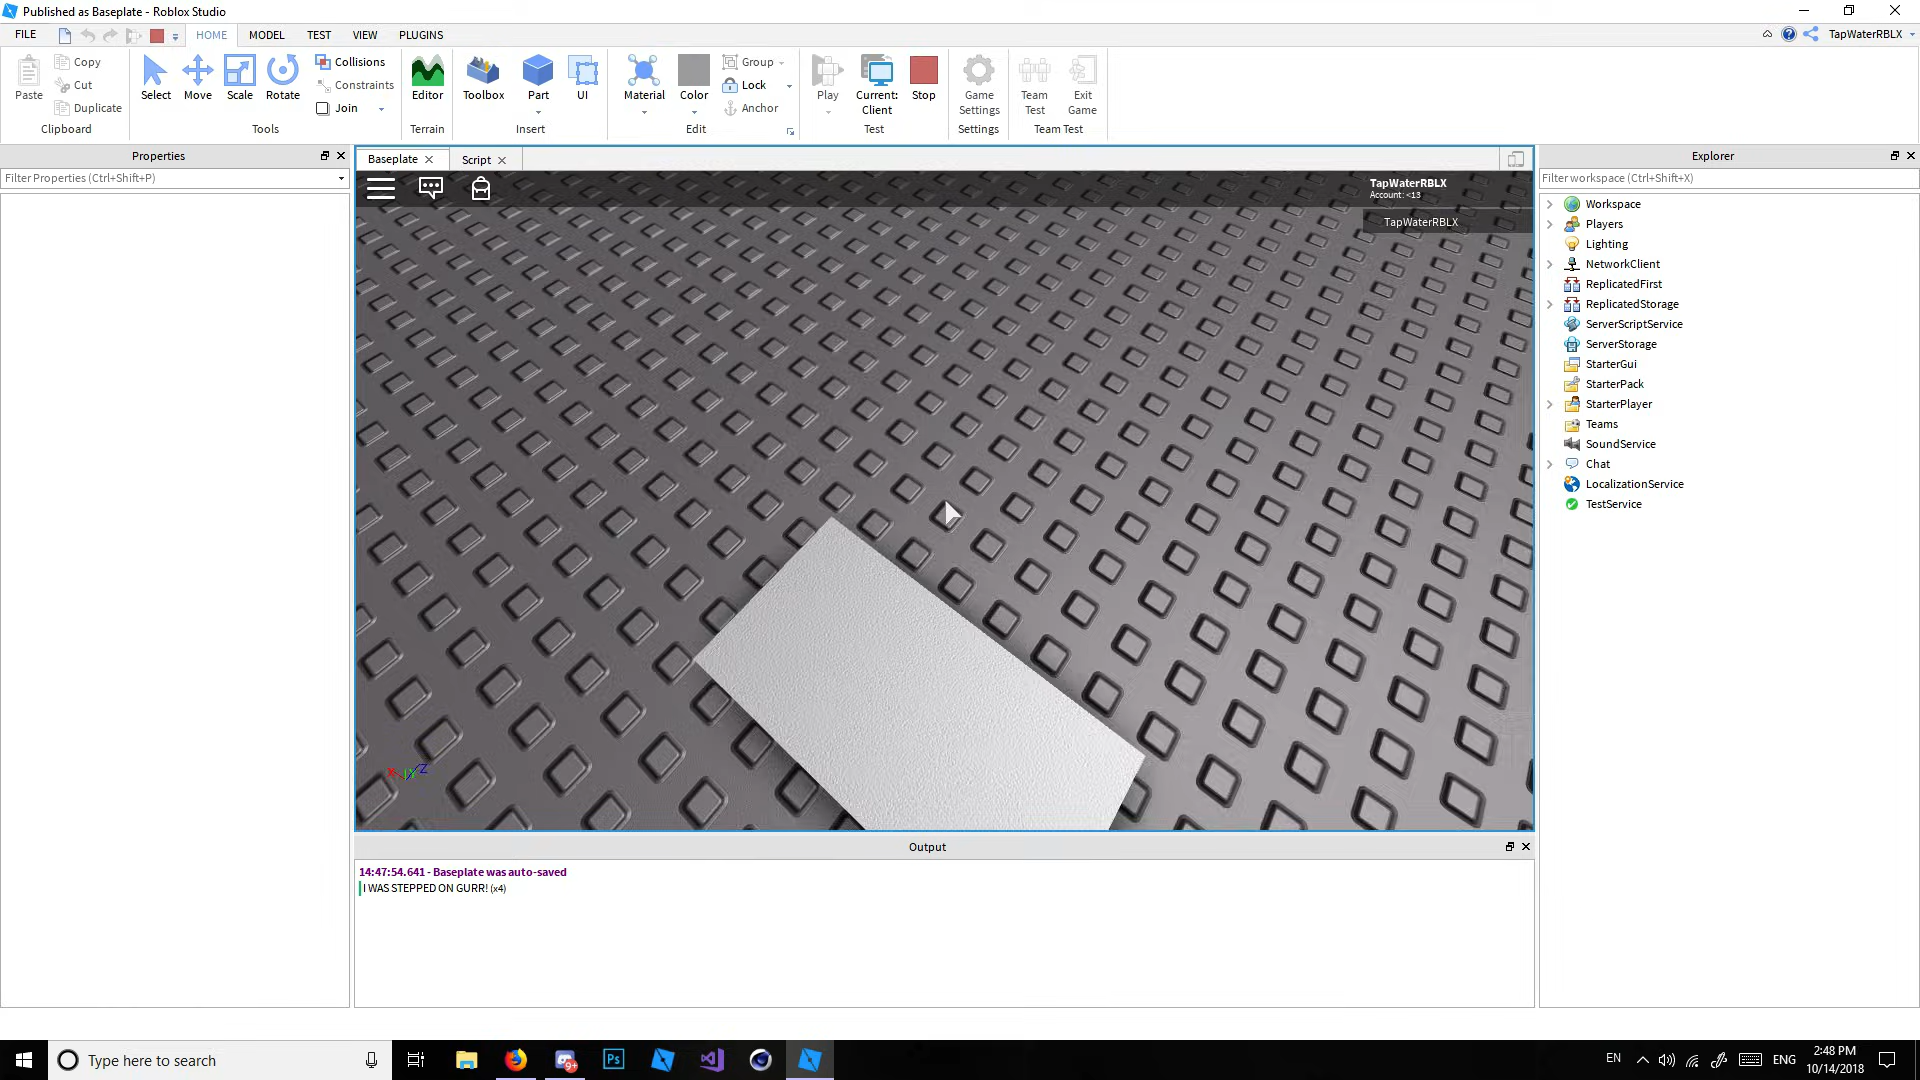 Published as Baseplate - Roblox Studio
FILE
HOME
MODEL
TEST
VIEW
PLUGINS
TapWaterRBLX
Paste
Copy
Cut
Duplicate
Clipboard
Select
Move
Scale
Rotate
Collisions
Constraints
Join
Tools
Editor
Terrain
Toolbox
Part
UI
Insert
Material
Color
Group
Lock
Anchor
Edit
Play
Current:
Client
Stop
Test
Game
Settings
Settings
Team
Test
Exit
Game
Team Test
Properties
Filter Properties (Ctrl+Shift+P)
Baseplate
Script
TapWaterRBLX
Account: <13
TapWaterRBLX
X Y Z
Explorer
Filter workspace (Ctrl+Shift+X)
Workspace
Players
Lighting
NetworkClient
ReplicatedFirst
ReplicatedStorage
ServerScriptService
ServerStorage
StarterGui
StarterPack
StarterPlayer
Teams
SoundService
Chat
LocalizationService
TestService
Output
14:47:54.641 - Baseplate was auto-saved
I WAS STEPPED ON GURR! (x4)
Type here to search
9+
Ps
EN
ENG
2:48 PM
10/14/2018